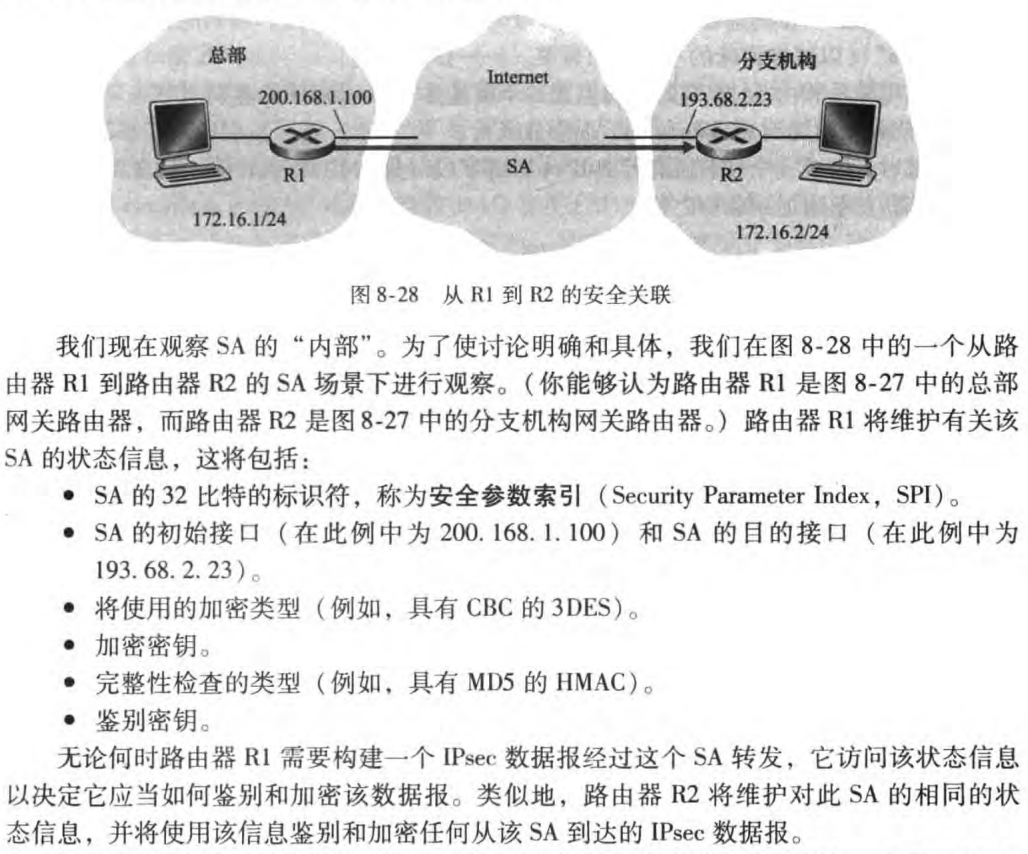 总部
Internet
分支机构
200.168.1.100
193.68.2.23
R1
SA
R2
172.16.1/24
172.16.2/24
图 8-28 从 R1 到 R2 的安全关联
我们现在观察 SA 的“内部”。为了使讨论明确和具体，我们在图 8-28 中的一个从路
由器 R1 到路由器 R2 的 SA 场景下进行观察。（你能够认为路由器 R1 是图 8-27 中的总部
网关路由器，而路由器 R2 是图 8-27 中的分支机构网关路由器。）路由器 R1 将维护有关该
SA 的状态信息，这将包括：
• SA 的 32 比特的标识符，称为安全参数索引（Security Parameter Index，SPI）。
• SA 的初始接口（在此例中为 200. 168. 1. 100）和 SA 的目的接口（在此例中为
193. 68. 2. 23）。
• 将使用的加密类型（例如，具有 CBC 的 3DES）。
• 加密密钥。
• 完整性检查的类型（例如，具有 MD5 的 HMAC）。
• 鉴别密钥。
无论何时路由器 R1 需要构建一个 IPsec 数据报经过这个 SA 转发，它访问该状态信息
以决定它应当如何鉴别和加密该数据报。类似地，路由器 R2 将维护对此 SA 的相同的状
态信息，并将使用该信息鉴别和加密任何从该 SA 到达的 IPsec 数据报。